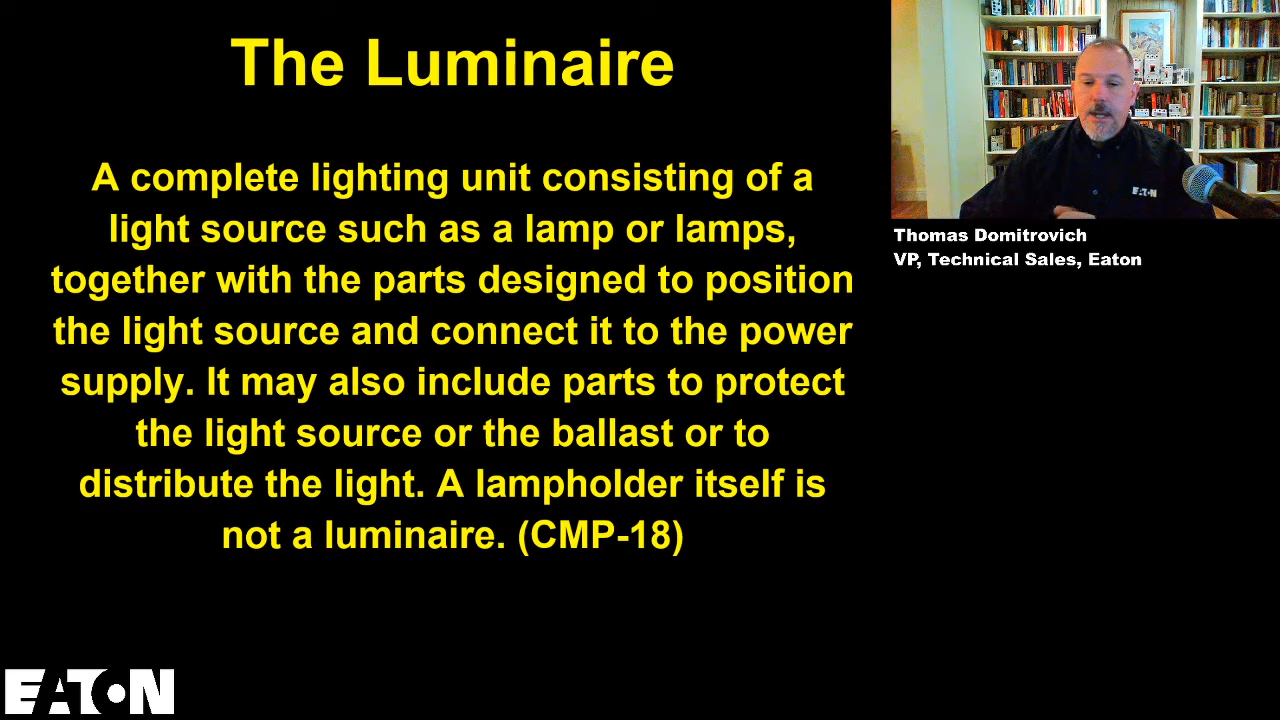 The Luminaire
A complete lighting unit consisting of a
light source such as a lamp or lamps,
together with the parts designed to position
the light source and connect it to the power
supply. It may also include parts to protect
the light source or the ballast or to
distribute the light. A lampholder itself is
not a luminaire. (CMP-18)
EATON
Thomas Domitrovich
VP, Technical Sales, Eaton
EATON